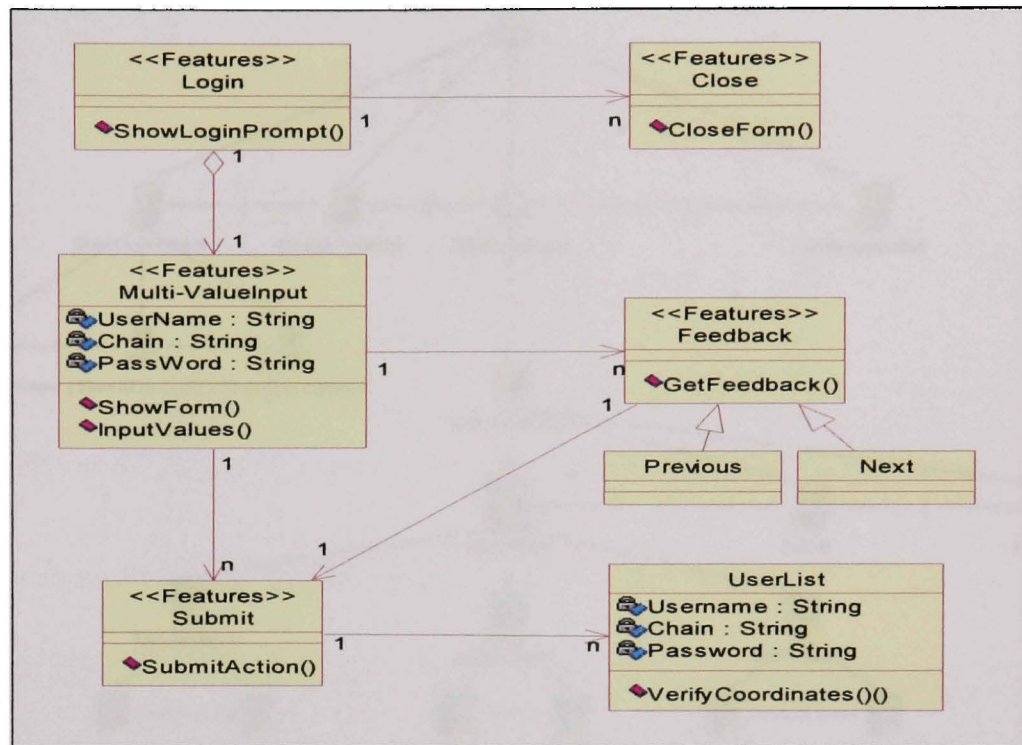 <<Features>>
Login
ShowLoginPrompt()
1
n
<<Features>>
Close
CloseForm()
1
1
<<Features>>
Multi-ValueInput
UserName : String
Chain : String
PassWord : String
ShowForm()
InputValues()
1
n
<<Features>>
Feedback
GetFeedback()
1
Previous
Next
1
n
1
<<Features>>
Submit
SubmitAction()
1
n
UserList
Username : String
Chain : String
Password : String
VerifyCoordinates()()